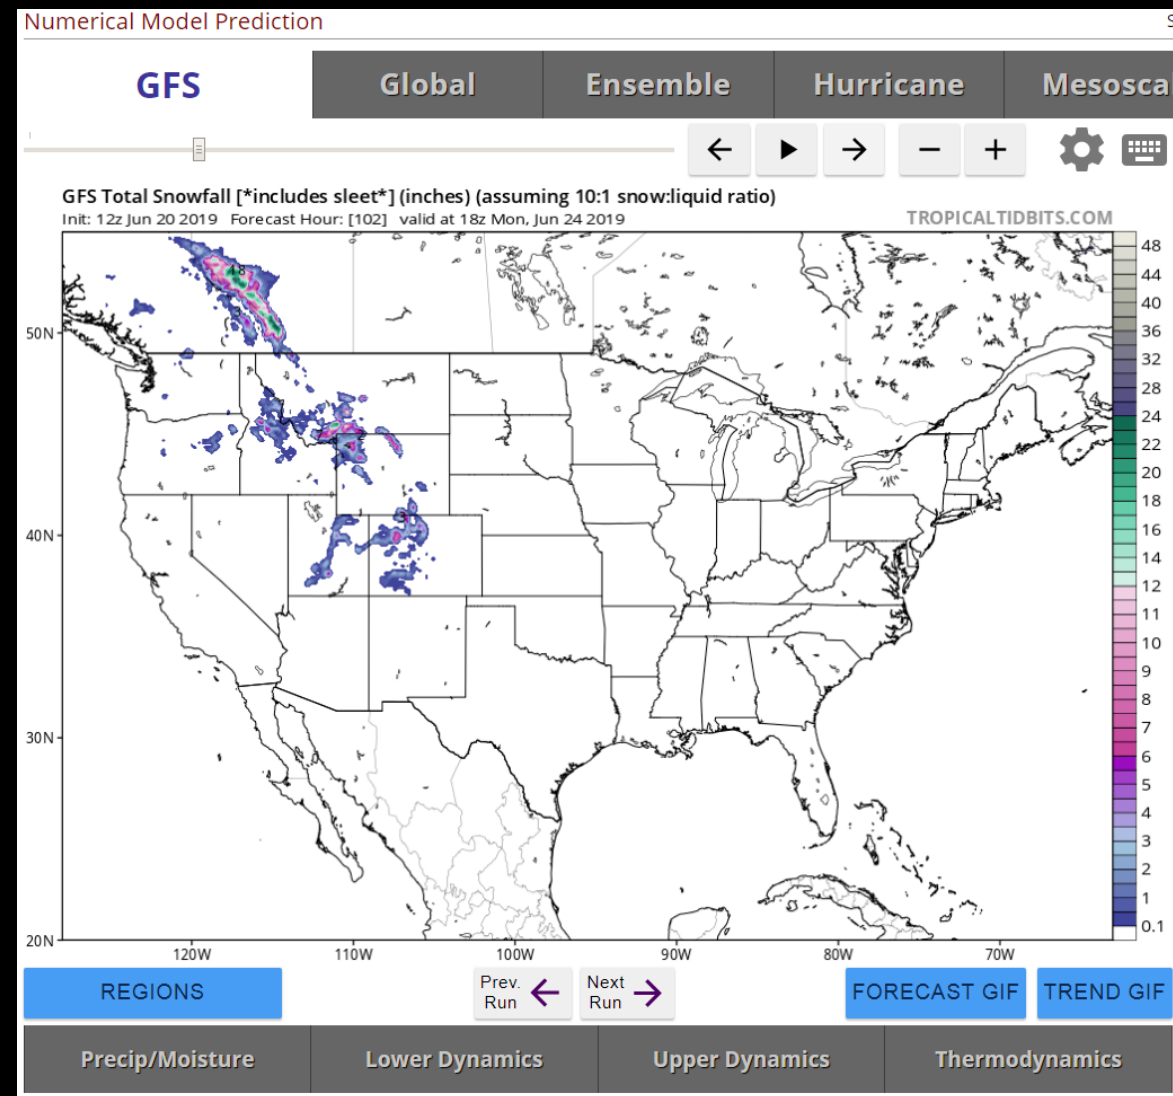 Numerical Model Prediction
GFS Global Ensemble Hurricane Mesosca
GFS Total Snowfall [*includes sleet*] (inches) (assuming 10:1 snow:liquid ratio)
Init: 12z Jun 20 2019 Forecast Hour: [102] valid at 18z Mon, Jun 24 2019
TROPICALTIDBITS.COM
48
44
40
36
32
28
24
22
20
18
16
14
12
11
10
9
8
7
6
5
4
3
2
1
0.1
50N
40N
30N
20N
120W 110W 100W 90W 80W 70W
REGIONS
Prev.
Run
Next
Run
FORECAST GIF
TREND GIF
Precip/Moisture Lower Dynamics Upper Dynamics Thermodynamics